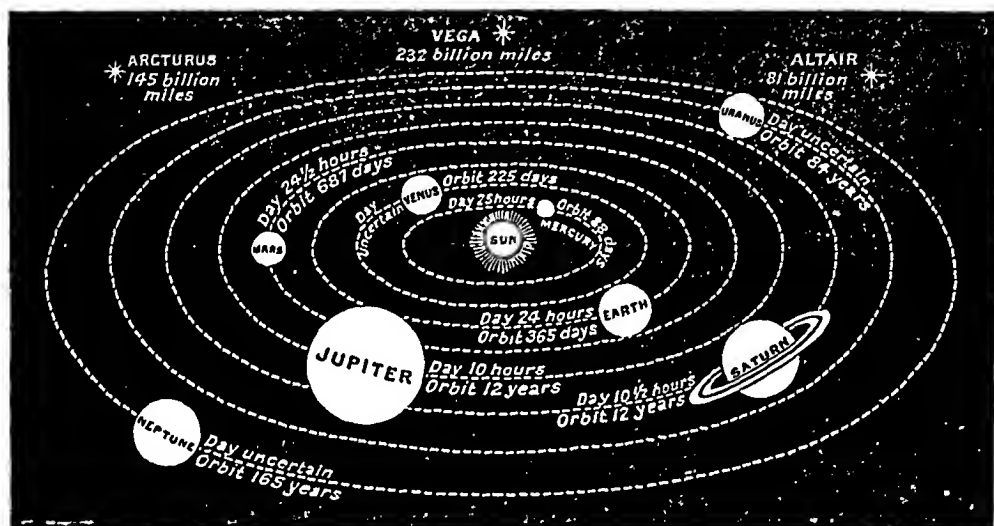 VEGA
232 billion miles
ARCTURUS
145 billion
miles
ALTAIR
81 billion
miles
URANUS
Day uncertain
Orbit 84 years
Day 24½ hours
Orbit 687 days
MARS
Day
uncertain
VENUS
Orbit 225 days
Day 25 hours
Orbit 88 days
MERCURY
SUN
Day 24 hours
Orbit 365 days
EARTH
JUPITER
Day 10 hours
Orbit 12 years
SATURN
Day 10½ hours
Orbit 12 years
NEPTUNE
Day uncertain
Orbit 165 years